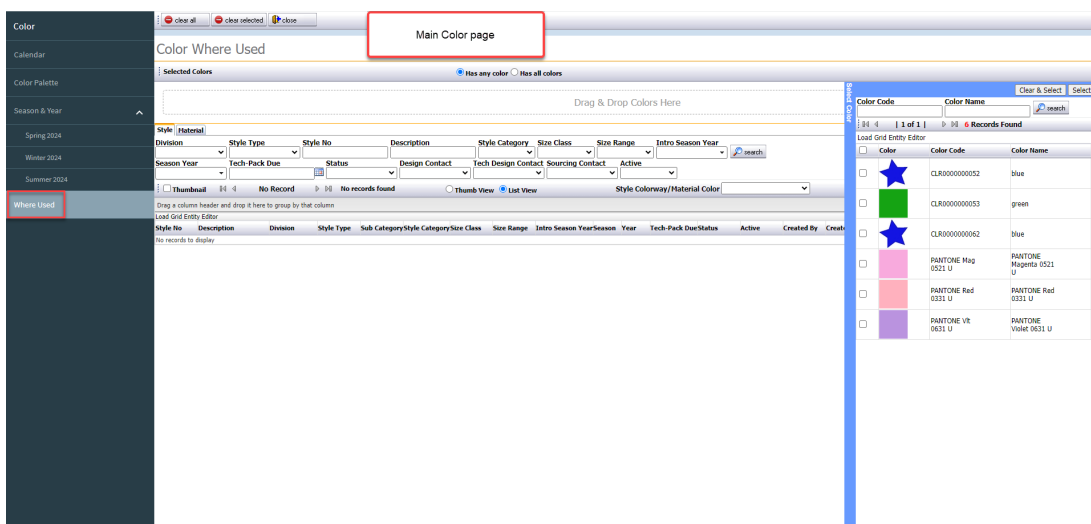 Color
Calendar
Color Palette
Season & Year
Spring 2024
Winter 2024
Summer 2024
Where Used
clear all clear selected close
Main Color page
Color Where Used
Selected Colors Has any color Has all colors
Drag & Drop Colors Here
Style Material
Division Style Type Style No Description Style Category Size Class Size Range Intro Season Year search
Season Year Tech-Pack Due Status Design Contact Tech Design Contact Sourcing Contact Active
Thumbnail No Record No records found Thumb View List View Style Colorway/Material Color
Drag a column header and drop it here to group by that column
Load Grid Entity Editor
Style No Description Division Style Type Sub Category Style Category Size Class Size Range Intro Season Year Season Year Tech-Pack Due Status Active Created By Creat
No records to display
Select Color
Clear & Select Select
Color Code Color Name search
| 1 of 1 | 6 Records Found
Load Grid Entity Editor
Color Color Code Color Name
CLR0000000052 blue
CLR0000000053 green
CLR0000000062 blue
PANTONE Mag
0521 U
PANTONE
Magenta 0521
U
PANTONE Red
0331 U
PANTONE Red
0331 U
PANTONE Vlt
0631 U
PANTONE
Violet 0631 U